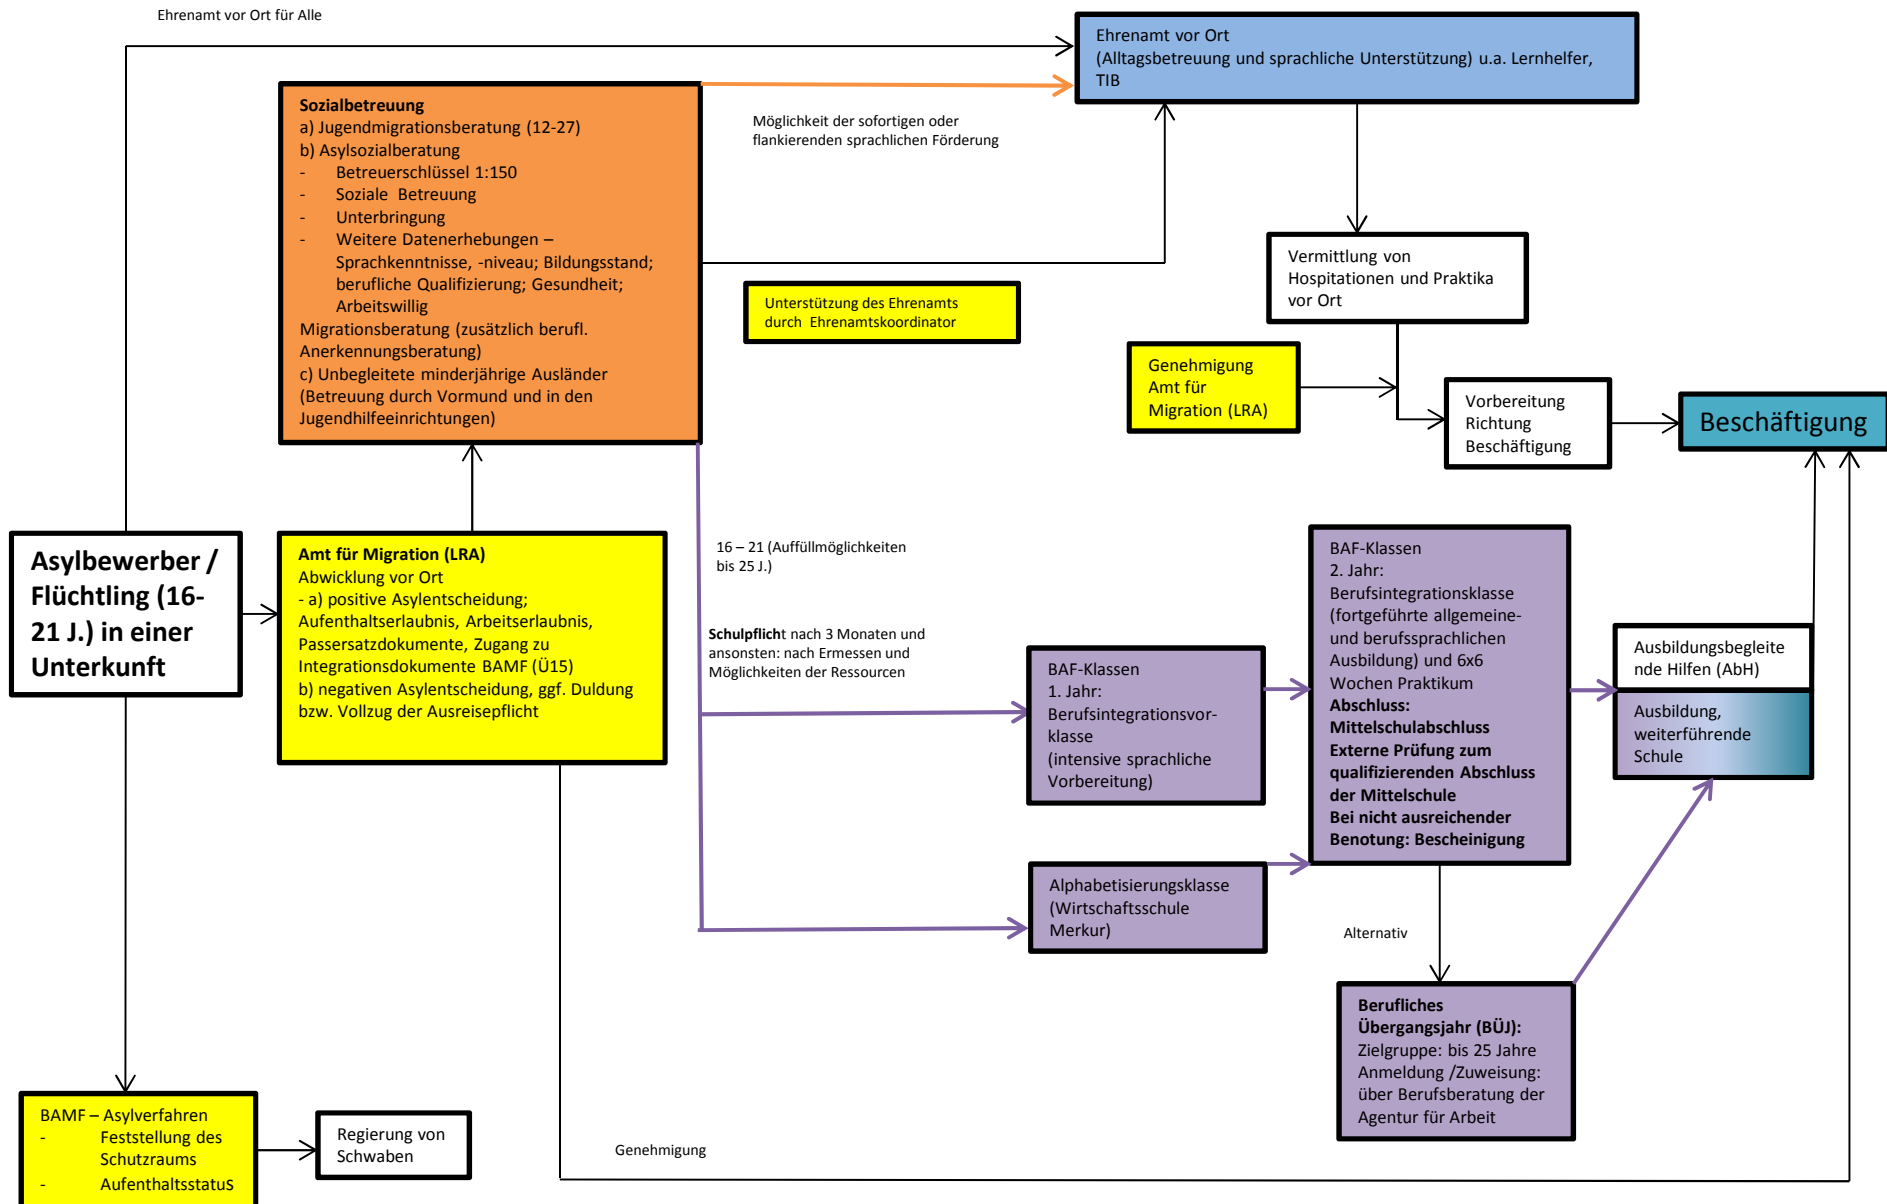 Ehrenamt vor Ort für Alle
Ehrenamt vor Ort
(Alltagsbetreuung und sprachliche Unterstützung) u.a. Lernhelfer,
TIB
Sozialbetreuung
a) Jugendmigrationsberatung (12-27)
b) Asylsozialberatung
- Betreuerschlüssel 1:150
- Soziale Betreuung
- Unterbringung
- Weitere Datenerhebungen –
Sprachkenntnisse, -niveau; Bildungsstand;
berufliche Qualifizierung; Gesundheit;
Arbeitswillig
Migrationsberatung (zusätzlich berufl.
Anerkennungsberatung)
c) Unbegleitete minderjährige Ausländer
(Betreuung durch Vormund und in den
Jugendhilfeeinrichtungen)
Möglichkeit der sofortigen oder
flankierenden sprachlichen Förderung
Unterstützung des Ehrenamts
durch Ehrenamtskoordinator
Vermittlung von
Hospitationen und Praktika
vor Ort
Genehmigung
Amt für
Migration (LRA)
Vorbereitung
Richtung
Beschäftigung
Beschäftigung
Asylbewerber /
Flüchtling (16-
21 J.) in einer
Unterkunft
Amt für Migration (LRA)
Abwicklung vor Ort
- a) positive Asylentscheidung;
Aufenthaltserlaubnis, Arbeitserlaubnis,
Passersatzdokumente, Zugang zu
Integrationsdokumente BAMF (Ü15)
b) negativen Asylentscheidung, ggf. Duldung
bzw. Vollzug der Ausreisepflicht
16 – 21 (Auffüllmöglichkeiten
bis 25 J.)
Schulpflicht nach 3 Monaten und
ansonsten: nach Ermessen und
Möglichkeiten der Ressourcen
BAF-Klassen
1. Jahr:
Berufsintegrationsvor-
klasse
(intensive sprachliche
Vorbereitung)
BAF-Klassen
2. Jahr:
Berufsintegrationsklasse
(fortgeführte allgemeine-
und berufssprachlichen
Ausbildung) und 6x6
Wochen Praktikum
Abschluss:
Mittelschulabschluss
Externe Prüfung zum
qualifizierenden Abschluss
der Mittelschule
Bei nicht ausreichender
Benotung: Bescheinigung
Ausbildungsbegleite
nde Hilfen (AbH)
Ausbildung,
weiterführende
Schule
Alphabetisierungsklasse
(Wirtschaftsschule
Merkur)
Alternativ
Berufliches
Übergangsjahr (BÜJ):
Zielgruppe: bis 25 Jahre
Anmeldung /Zuweisung:
über Berufsberatung der
Agentur für Arbeit
BAMF – Asylverfahren
- Feststellung des
Schutzraums
- Aufenthaltsstatus
Regierung von
Schwaben
Genehmigung